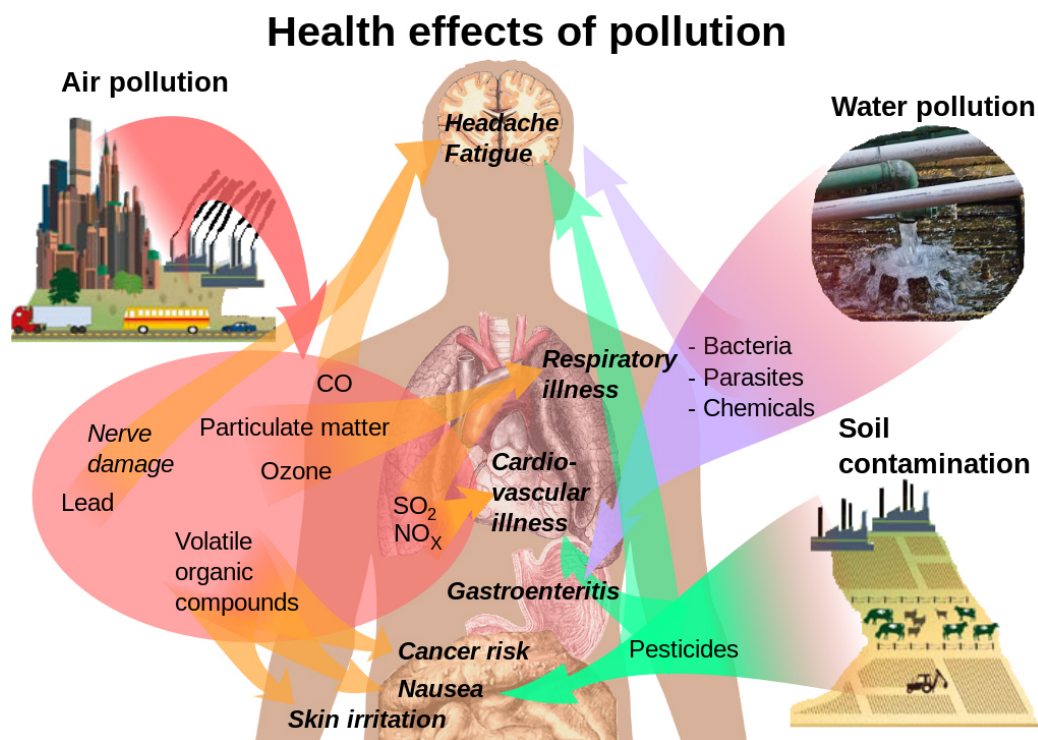 Health effects of pollution
Air pollution
Water pollution
Headache
Fatigue
CO
Particulate matter
Nerve
damage
Ozone
Lead
SO₂
NOₓ
Volatile
organic
compounds
Respiratory
illness
Cardio-
vascular
illness
Gastroenteritis
Cancer risk
Nausea
Skin irritation
- Bacteria
- Parasites
- Chemicals
Soil
contamination
Pesticides